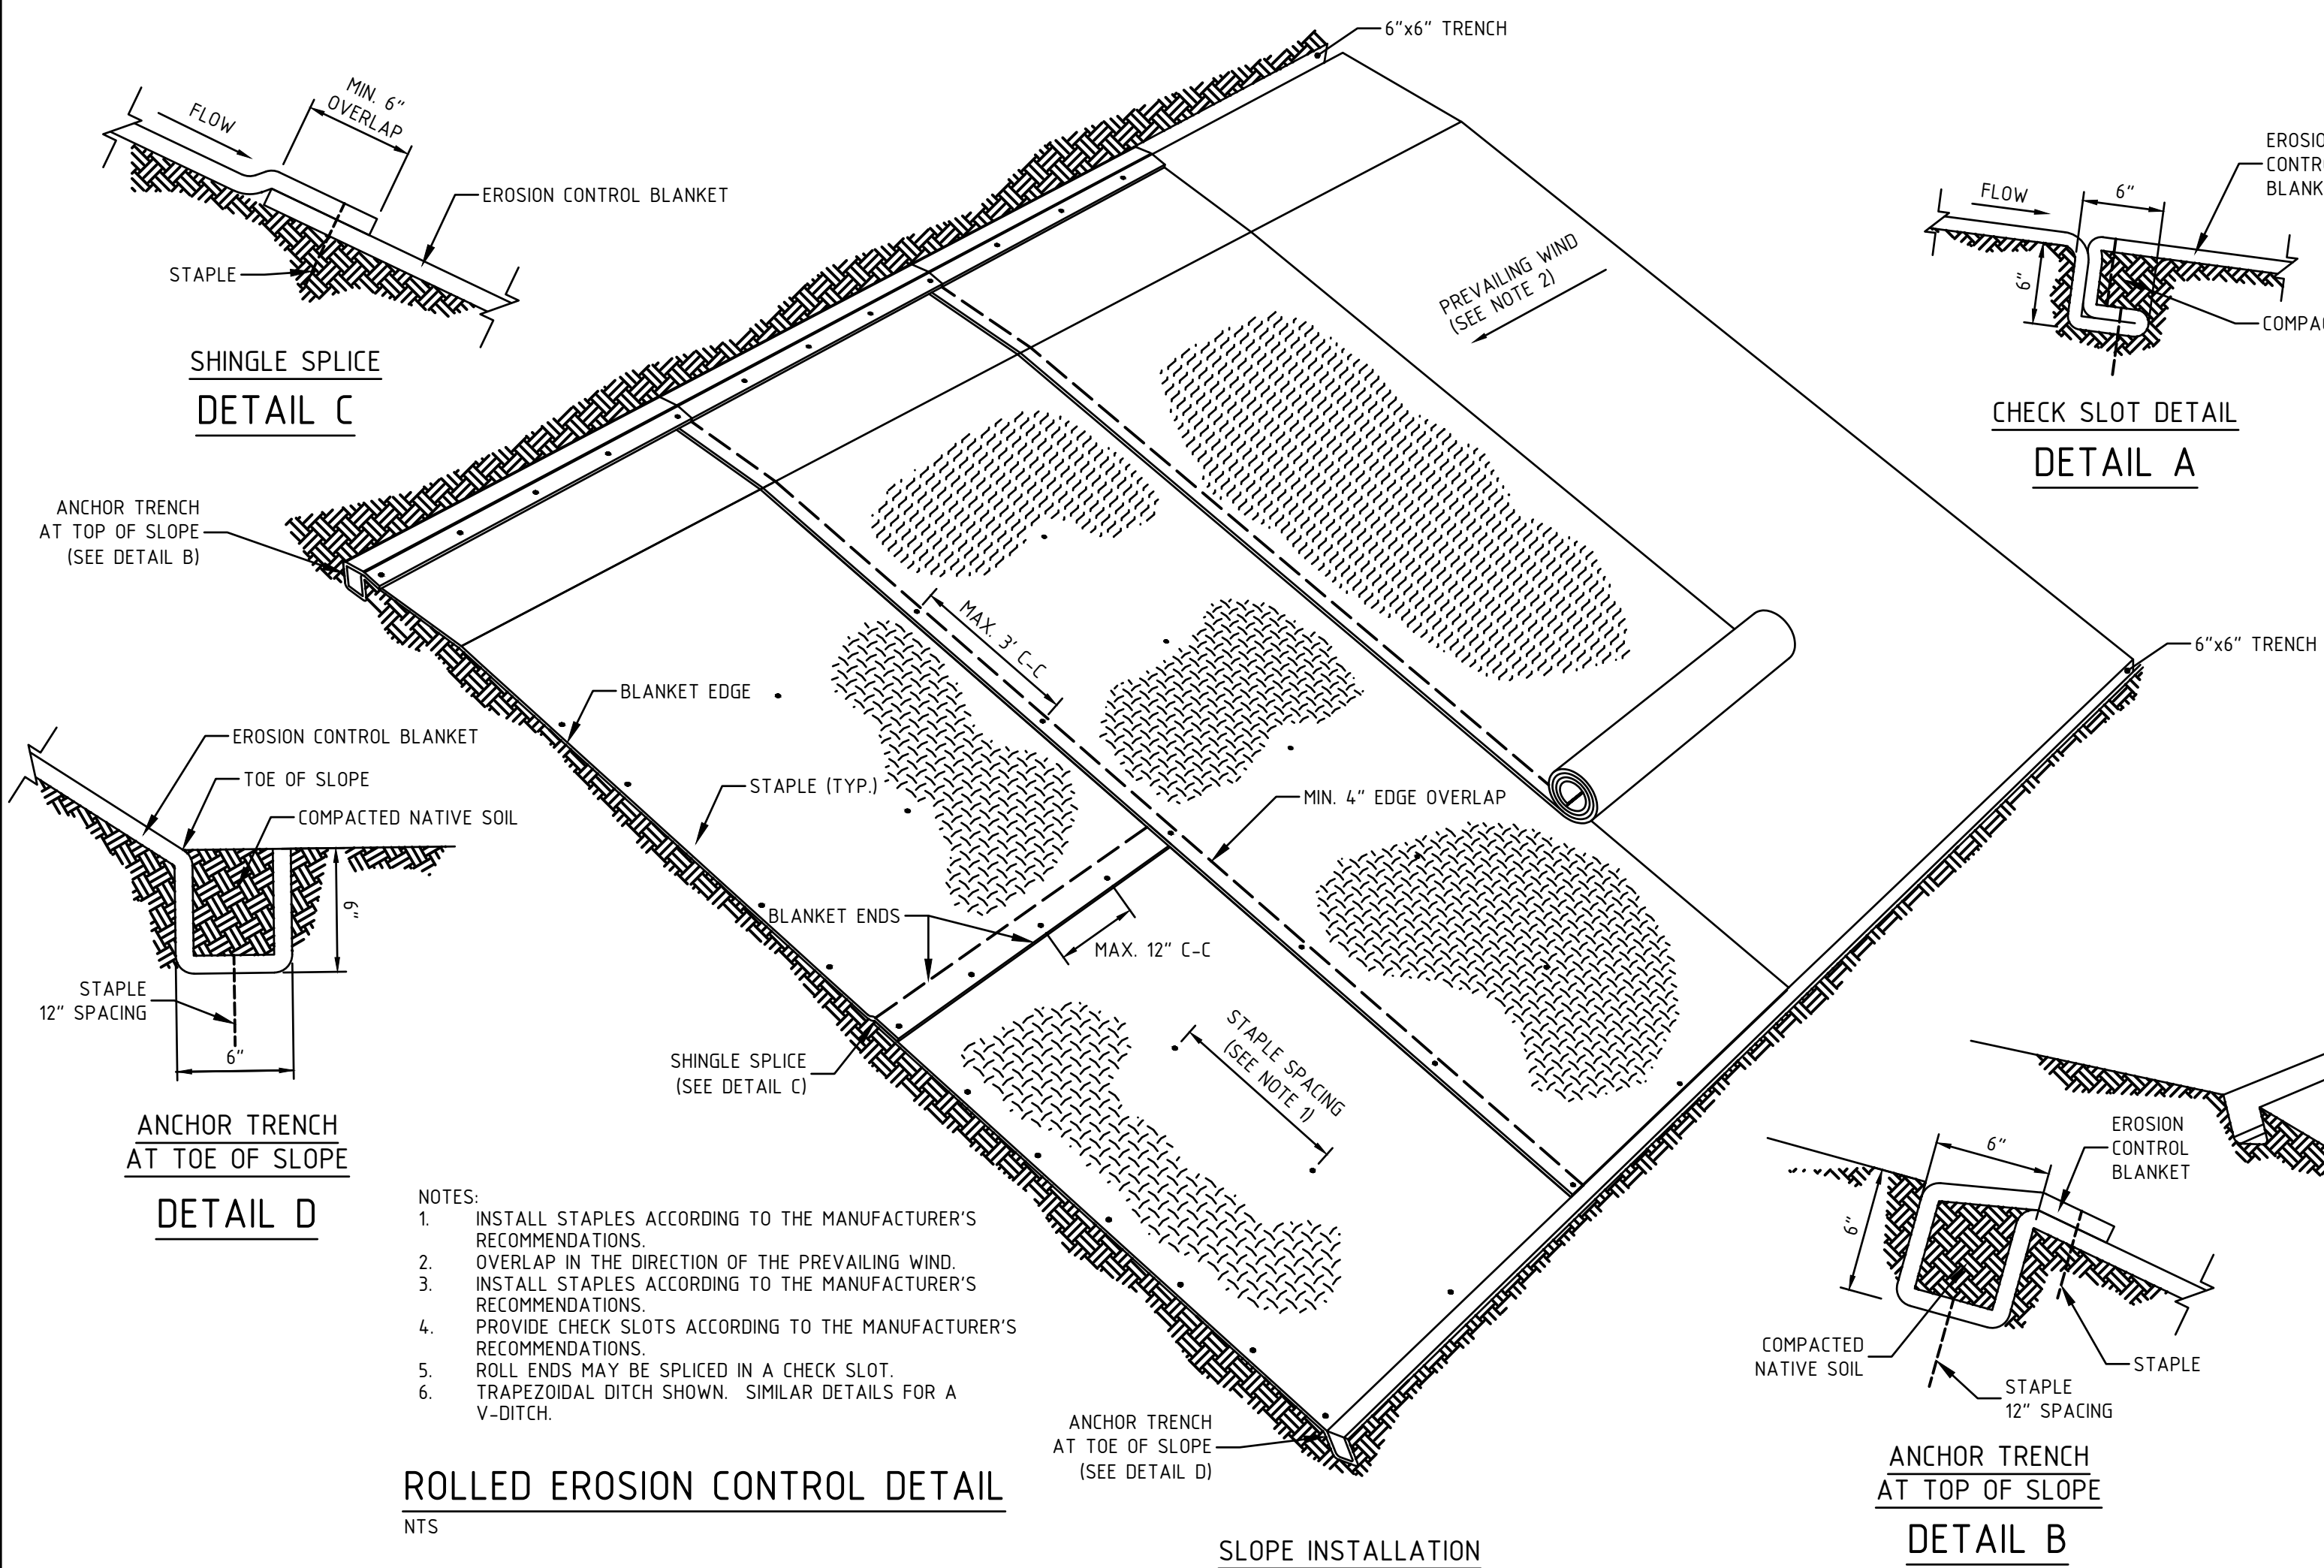 6"x6" TRENCH
MIN. 6"
OVERLAP
FLOW
EROSION CONTROL BLANKET
STAPLE
SHINGLE SPLICE
DETAIL C
FLOW
6"
6"
CHECK SLOT DETAIL
DETAIL A
PREVAILING WIND
(SEE NOTE 2)
ANCHOR TRENCH
AT TOP OF SLOPE
(SEE DETAIL B)
MAX. 3' C-C
6"x6" TRENCH
BLANKET EDGE
STAPLE (TYP.)
MIN. 4" EDGE OVERLAP
BLANKET ENDS
MAX. 12" C-C
SHINGLE SPLICE
(SEE DETAIL C)
STAPLE SPACING
(SEE NOTE 1)
EROSION CONTROL BLANKET
TOE OF SLOPE
COMPACTED NATIVE SOIL
6"
STAPLE
12" SPACING
6"
ANCHOR TRENCH
AT TOE OF SLOPE
DETAIL D
NOTES:
1. INSTALL STAPLES ACCORDING TO THE MANUFACTURER'S
RECOMMENDATIONS.
2. OVERLAP IN THE DIRECTION OF THE PREVAILING WIND.
3. INSTALL STAPLES ACCORDING TO THE MANUFACTURER'S
RECOMMENDATIONS.
4. PROVIDE CHECK SLOTS ACCORDING TO THE MANUFACTURER'S
RECOMMENDATIONS.
5. ROLL ENDS MAY BE SPLICED IN A CHECK SLOT.
6. TRAPEZOIDAL DITCH SHOWN. SIMILAR DETAILS FOR A
V-DITCH.
ROLLED EROSION CONTROL DETAIL
NTS
ANCHOR TRENCH
AT TOE OF SLOPE
(SEE DETAIL D)
SLOPE INSTALLATION
6"
6"
EROSION
CONTROL
BLANKET
COMPACTED
NATIVE SOIL
STAPLE
STAPLE
12" SPACING
ANCHOR TRENCH
AT TOP OF SLOPE
DETAIL B